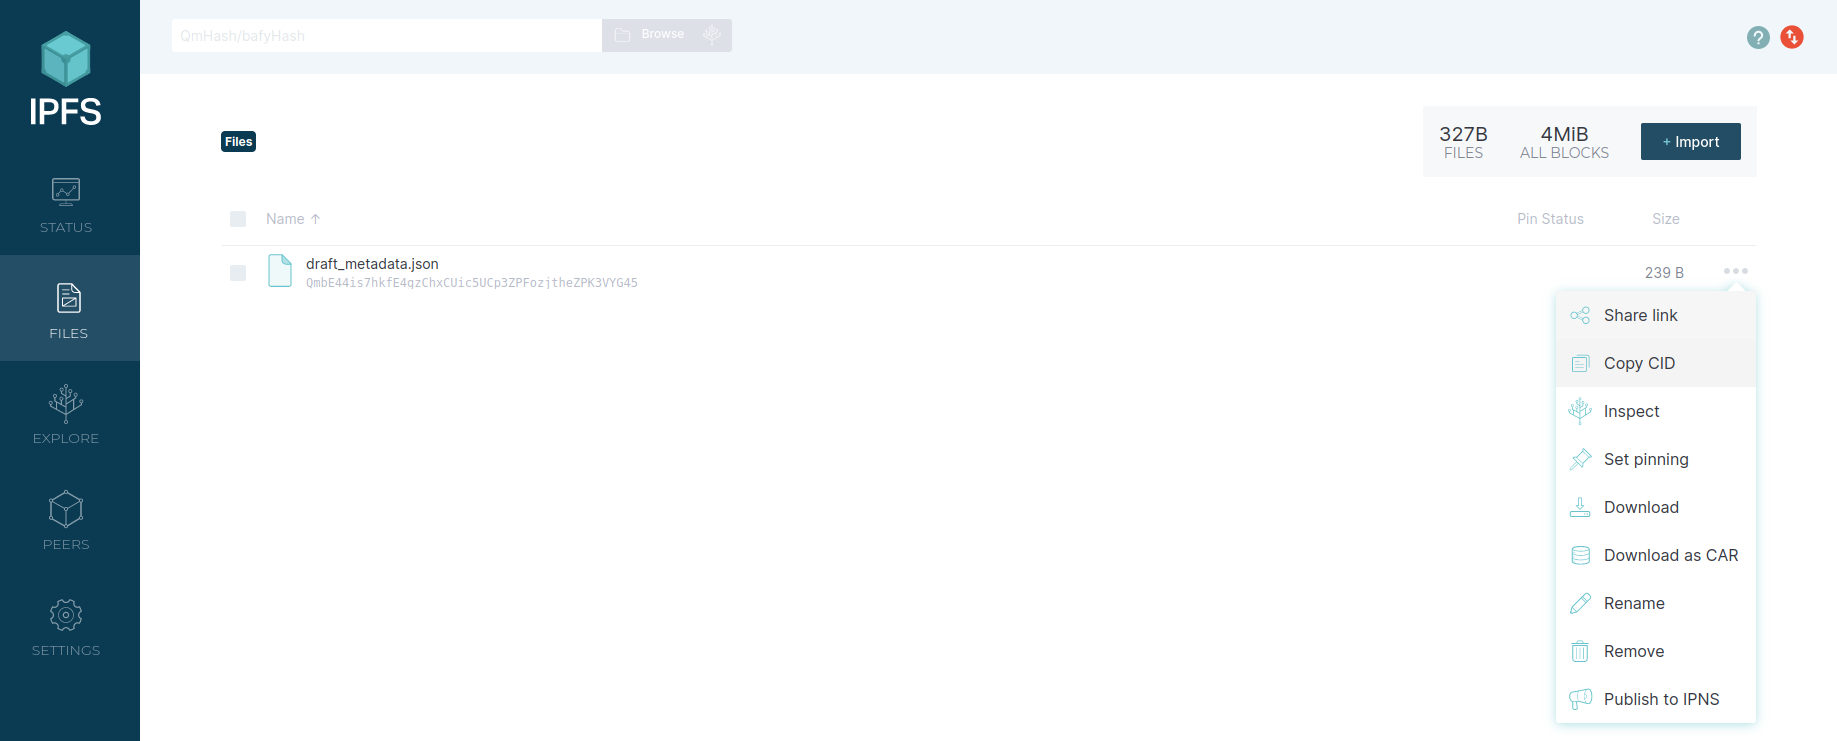 QmHash/bafyHash
Browse
IPFS
STATUS
FILES
EXPLORE
PEERS
SETTINGS
Files
327B
FILES
4MiB
ALL BLOCKS
+ Import
Name ↑
Pin Status
Size
draft_metadata.json
QmbE44is7hkfE4qzChxCUic5UCp3ZPFozjtheZPK3VYG45
239 B
Share link
Copy CID
Inspect
Set pinning
Download
Download as CAR
Rename
Remove
Publish to IPNS